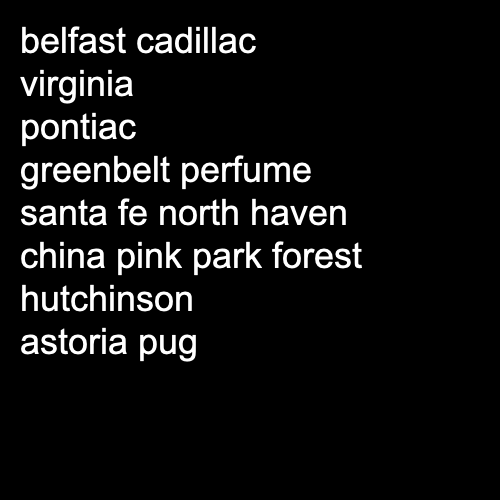 belfast cadillac
virginia
pontiac
greenbelt perfume
santa fe north haven
china pink park forest
hutchinson
astoria pug